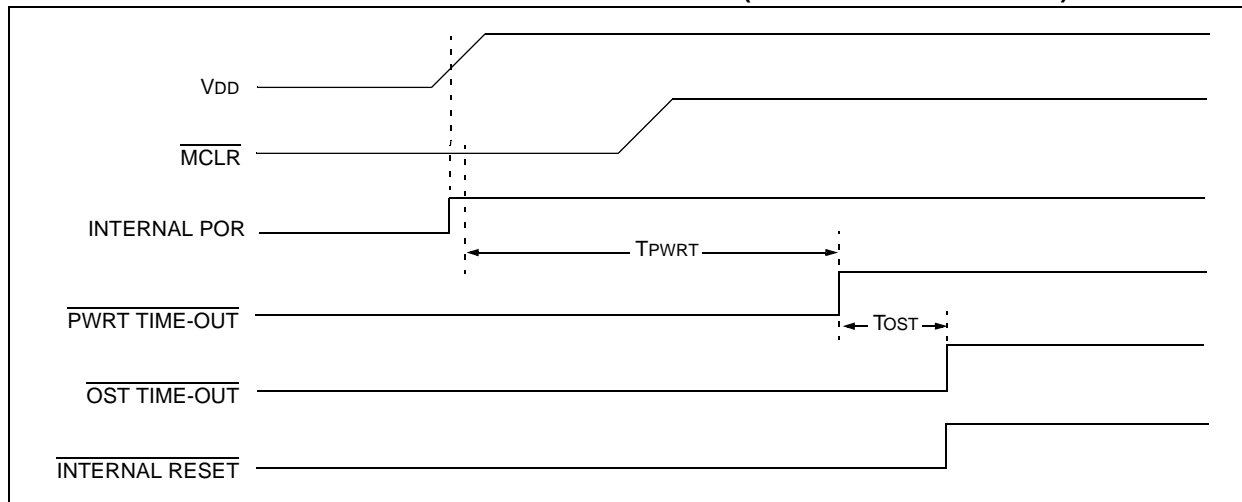 VDD
MCLR
INTERNAL POR
TPWRT
PWRT TIME-OUT
TOST
OST TIME-OUT
INTERNAL RESET